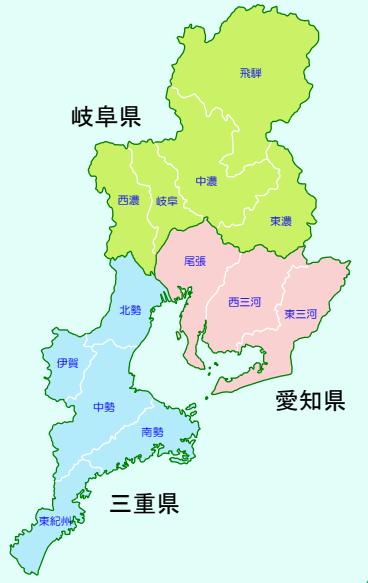 飛騨
岐阜県
中濃
西濃
岐阜
東濃
尾張
北勢
西三河
東三河
伊賀
愛知県
中勢
南勢
三重県
東紀州